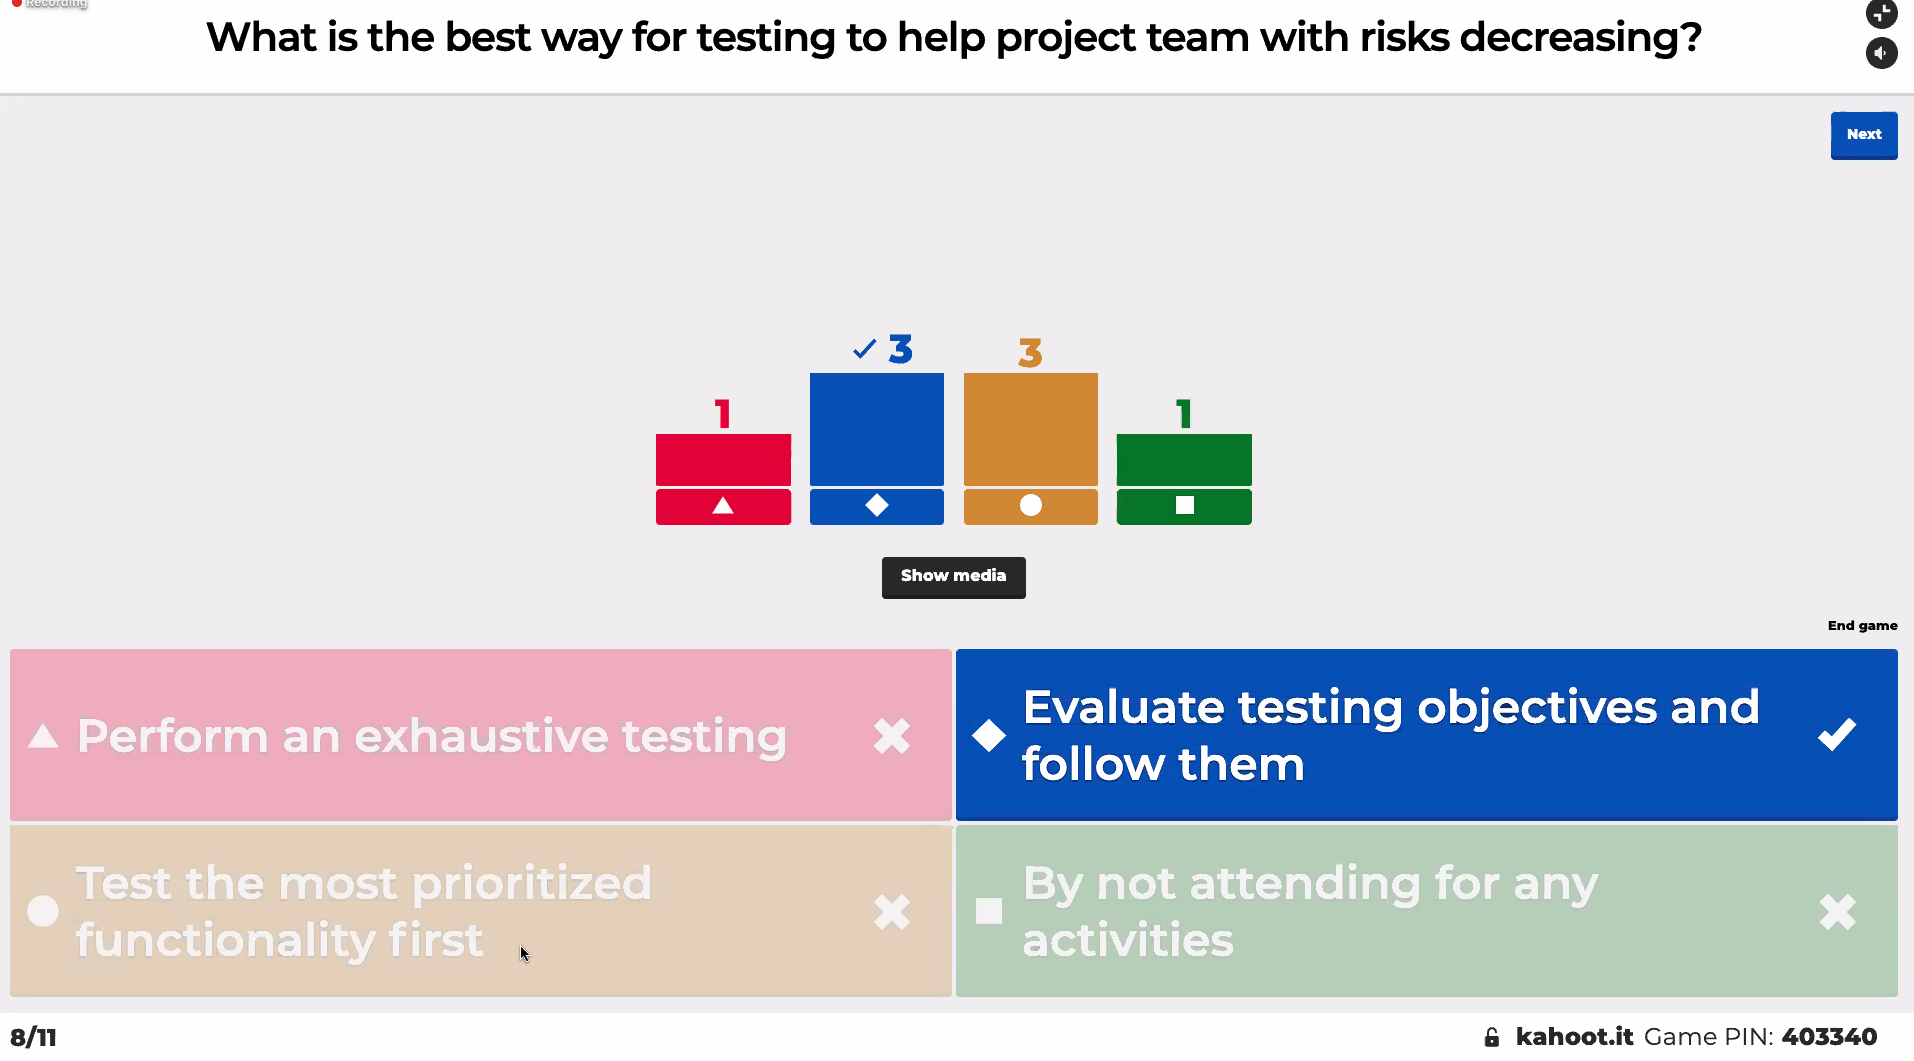 Recording
What is the best way for testing to help project team with risks decreasing?
Next
3
3
1
1
Show media
End game
Perform an exhaustive testing
Evaluate testing objectives and
follow them
Test the most prioritized
functionality first
By not attending for any
activities
8/11
kahoot.it Game PIN: 403340